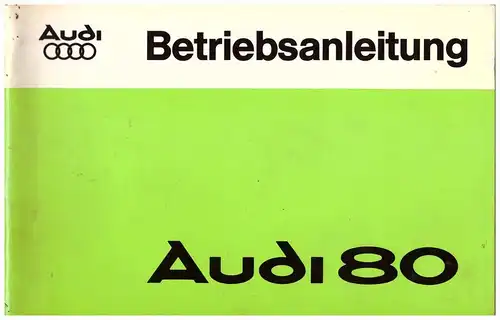 Audi
Betriebsanleitung
Audi 80